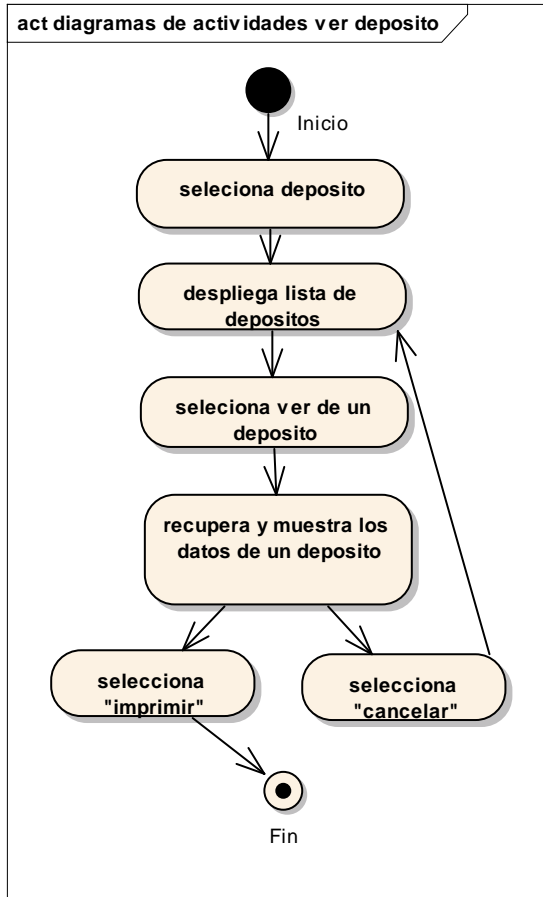 act diagramas de actividades ver deposito
Inicio
seleciona deposito
despliega lista de
depositos
seleciona ver de un
deposito
recupera y muestra los
datos de un deposito
selecciona
"imprimir"
selecciona
"cancelar"
Fin